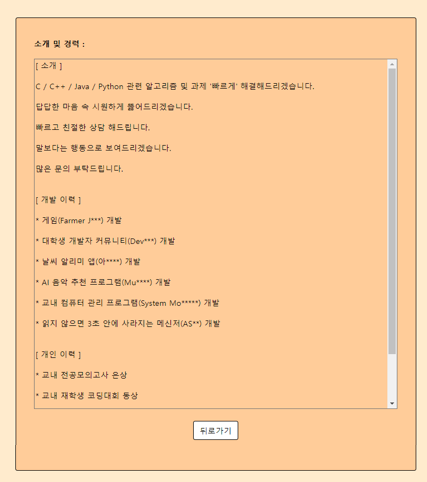 소개 및 경력 :
[ 소개 ]
C / C++ / Java / Python 관련 알고리즘 및 과제 '빠르게' 해결해드리겠습니다.
답답한 마음 속 시원하게 뚫어드리겠습니다.
빠르고 친절한 상담 해드립니다.
말보다는 행동으로 보여드리겠습니다.
많은 문의 부탁드립니다.
[ 개발 이력 ]
* 게임(Farmer J***) 개발
* 대학생 개발자 커뮤니티(Dev***) 개발
* 날씨 알리미 앱(아****) 개발
* AI 음악 추천 프로그램(Mu****) 개발
* 교내 컴퓨터 관리 프로그램(System Mo*****) 개발
* 읽지 않으면 3초 안에 사라지는 메신저(AS**) 개발
[ 개인 이력 ]
* 교내 전공모의고사 은상
* 교내 재학생 코딩대회 동상
뒤로가기